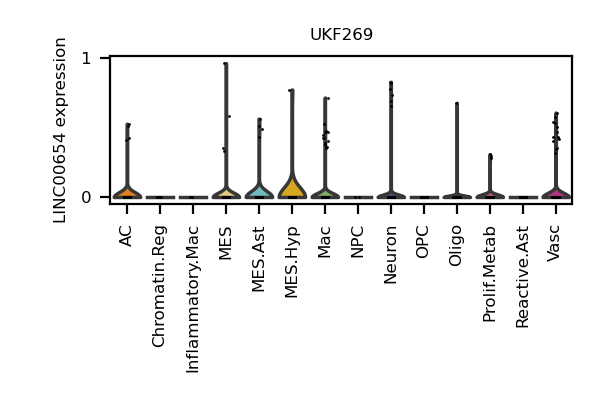 UKF269
LINC00654 expression
1
0
AC
Chromatin.Reg
Inflammatory.Mac
MES
MES.Ast
MES.Hyp
Mac
NPC
Neuron
OPC
Oligo
Prolif.Metab
Reactive.Ast
Vasc